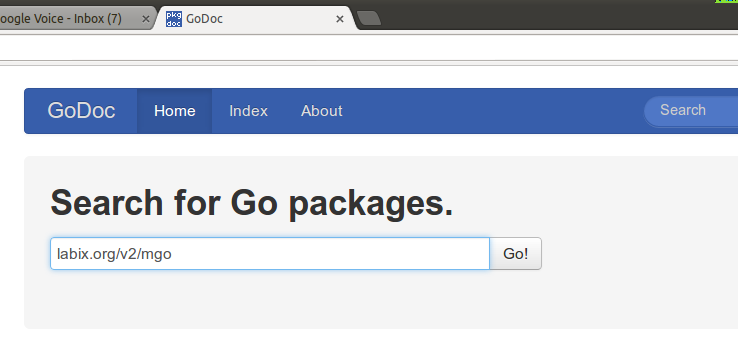 oogle Voice - Inbox (7) × pkg doc GoDoc ×
GoDoc Home Index About Search
Search for Go packages.
labix.org/v2/mgo Go!